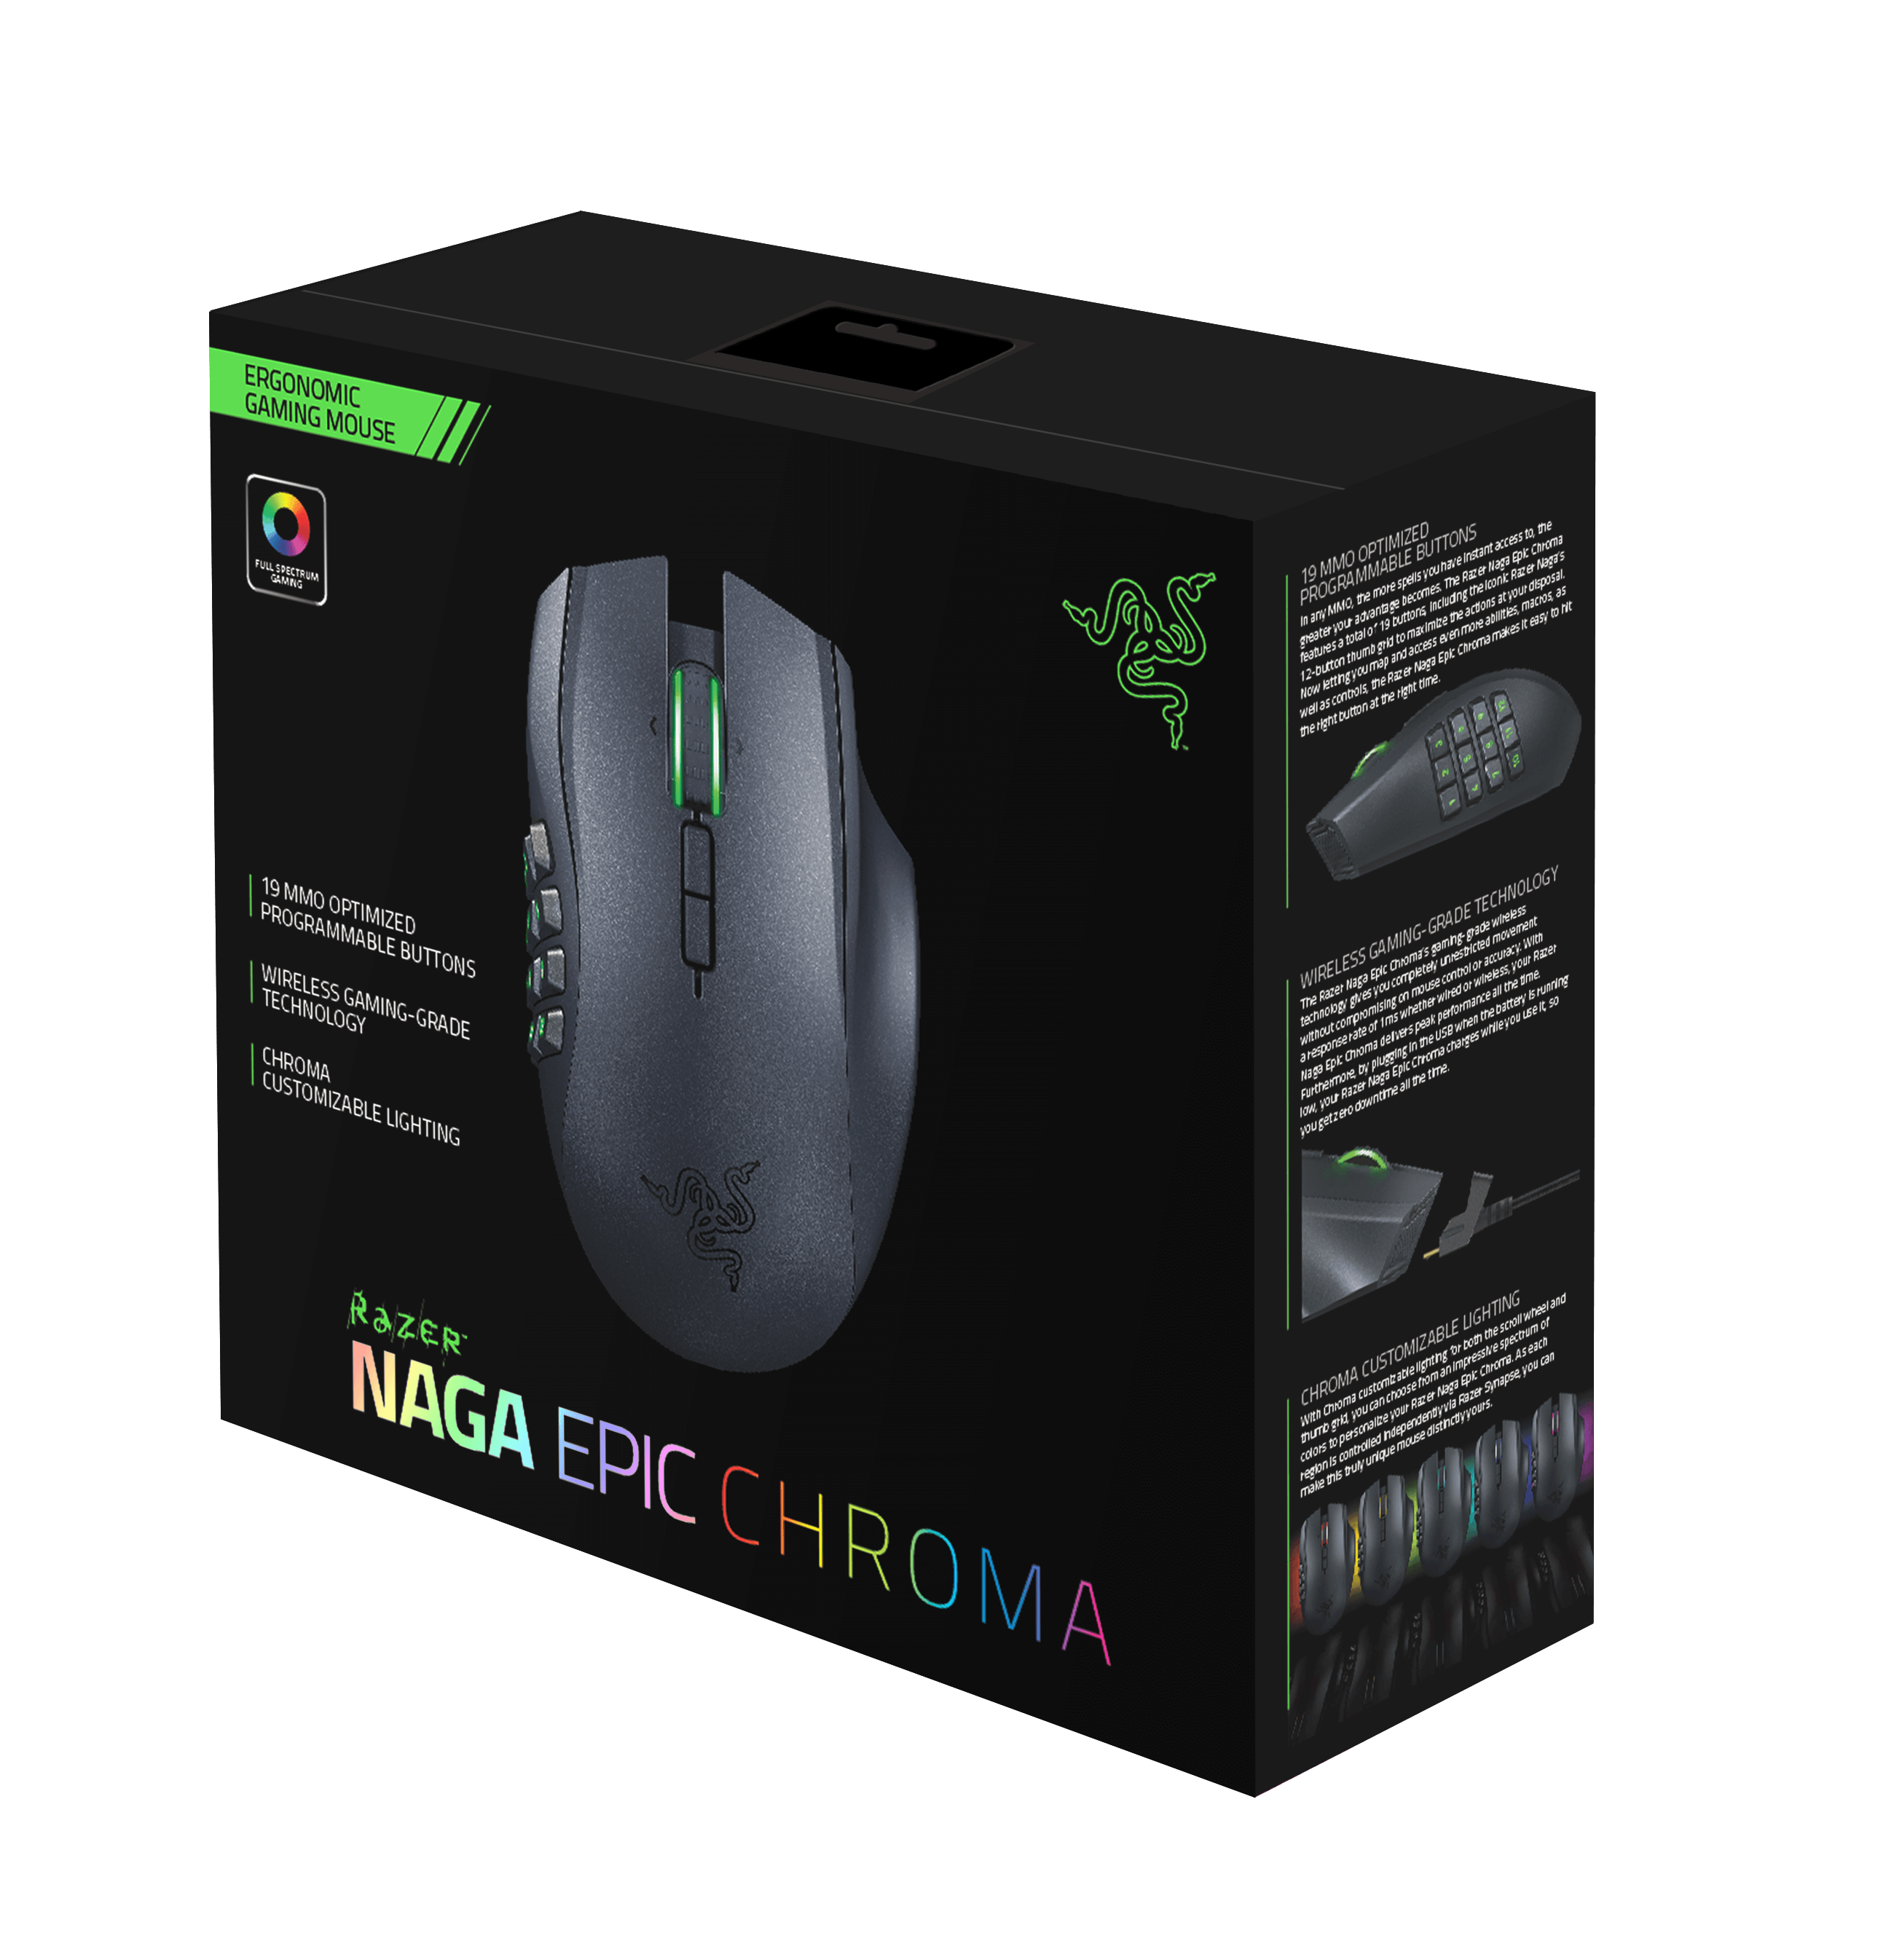 ERGONOMIC
GAMING MOUSE
FULL SPECTRUM
GAMING
19 MMO OPTIMIZED
PROGRAMMABLE BUTTONS
WIRELESS GAMING-GRADE
TECHNOLOGY
CHROMA
CUSTOMIZABLE LIGHTING
RAZER™
NAGA EPIC CHROMA
19 MMO OPTIMIZED
PROGRAMMABLE BUTTONS
In any MMO, the more spells you have instant access to, the
greater your advantage becomes. The Razer Naga Epic Chroma
features a total of 19 buttons, including the iconic Razer Naga's
12-button thumb grid to maximize the actions at your disposal.
Now letting you map and access even more abilities, macros, as
well as controls, the Razer Naga Epic Chroma makes it easy to hit
the right button at the right time.
WIRELESS GAMING-GRADE TECHNOLOGY
The Razer Naga Epic Chroma's gaming-grade wireless
technology gives you completely unrestricted movement
without compromising on mouse control or accuracy. With
a response rate of 1ms whether wired or wireless, your Razer
Naga Epic Chroma delivers peak performance all the time.
Furthermore, by plugging in the USB when the battery is running
low, your Razer Naga Epic Chroma charges while you use it, so
you get zero downtime all the time.
CHROMA CUSTOMIZABLE LIGHTING
With Chroma customizable lighting for both the scroll wheel and
thumb grid, you can choose from an impressive spectrum of
colors to personalize your Razer Naga Epic Chroma. As each
region is controlled independently via Razer Synapse, you can
make this truly unique mouse distinctly yours.